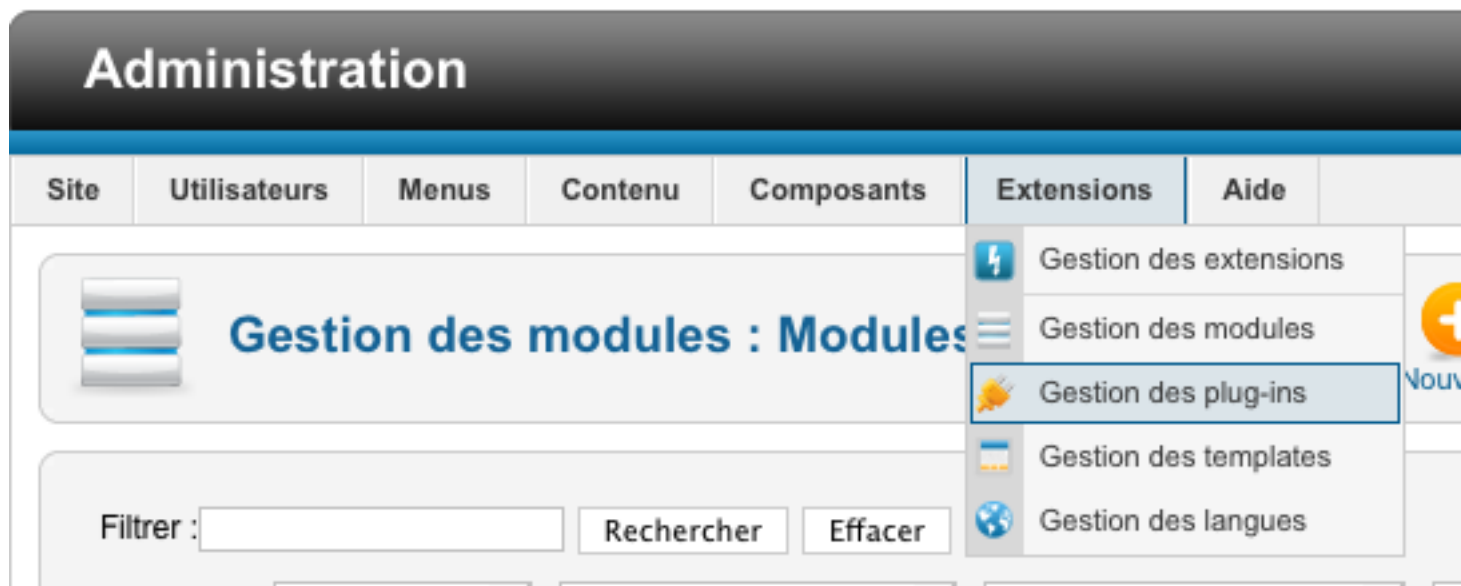 Administration
Site Utilisateurs Menus Contenu Composants Extensions Aide
Gestion des extensions
Gestion des modules : Modules
Gestion des modules
Gestion des plug-ins
Gestion des templates
Gestion des langues
Filtrer : Rechercher Effacer